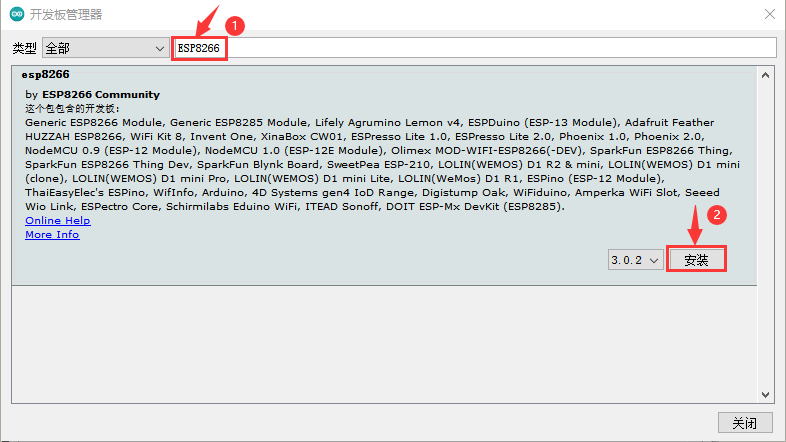 开发板管理器
1
类型 全部 ESP8266
esp8266
by ESP8266 Community
这个包包含的开发板:
Generic ESP8266 Module, Generic ESP8285 Module, Lifely Agrumino Lemon v4, ESPDuino (ESP-13 Module), Adafruit Feather
HUZZAH ESP8266, WiFi Kit 8, Invent One, XinaBox CW01, ESPresso Lite 1.0, ESPresso Lite 2.0, Phoenix 1.0, Phoenix 2.0,
NodeMCU 0.9 (ESP-12 Module), NodeMCU 1.0 (ESP-12E Module), Olimex MOD-WIFI-ESP8266(-DEV), SparkFun ESP8266 Thing,
SparkFun ESP8266 Thing Dev, SparkFun Blynk Board, SweetPea ESP-210, LOLIN(WEMOS) D1 R2 & mini, LOLIN(WEMOS) D1 mini
(clone), LOLIN(WEMOS) D1 mini Pro, LOLIN(WEMOS) D1 mini Lite, LOLIN(WeMos) D1 R1, ESPino (ESP-12 Module),
ThaiEasyElec's ESPino, WifInfo, Arduino, 4D Systems gen4 IoD Range, Digistump Oak, WiFiduino, Amperka WiFi Slot, Seeed
Wio Link, ESPectro Core, Schirmilabs Eduino WiFi, ITEAD Sonoff, DOIT ESP-Mx DevKit (ESP8285).
Online Help
More Info
2
3.0.2 安装
关闭